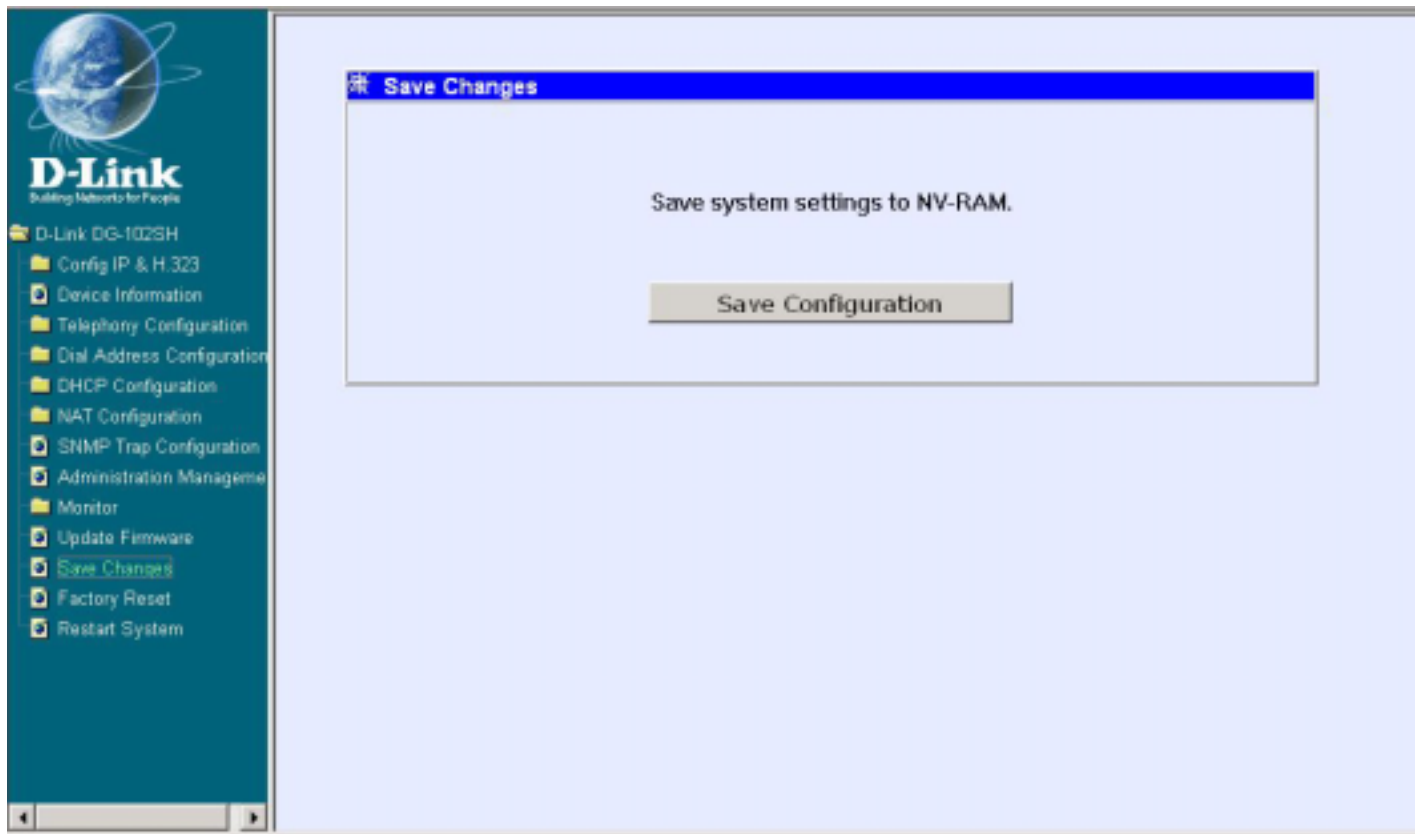 D-Link
Building Networks for People
D-Link DG-102SH
Config IP & H.323
Device Information
Telephony Configuration
Dial Address Configuration
DHCP Configuration
NAT Configuration
SNMP Trap Configuration
Administration Manageme
Monitor
Update Firmware
Save Changes
Factory Reset
Restart System
Save Changes
Save system settings to NV-RAM.
Save Configuration